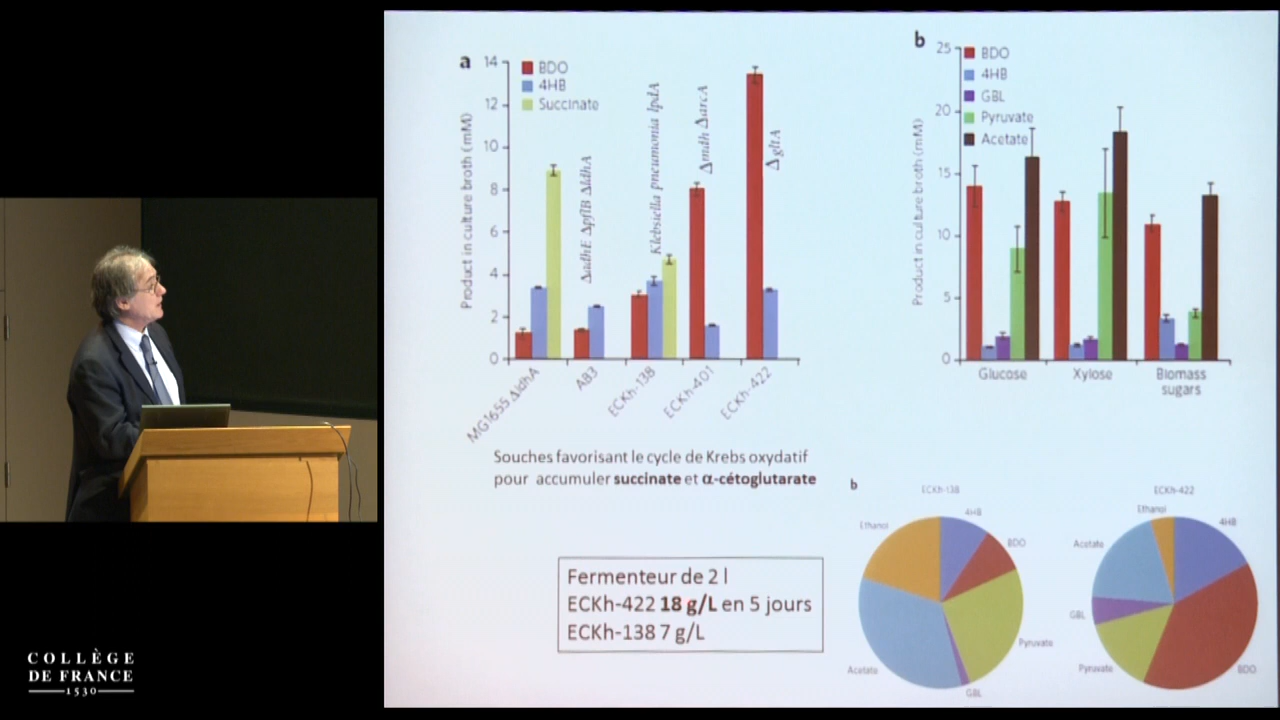 a
14
12
10
8
6
4
2
0
Product in culture broth (mM)
BDO
4HB
Succinate
ΔadhE ΔpflB ΔldhA
Klebsiella pneumonia lpdA
Δmdh ΔarcA
ΔgltA
MG1655 ΔldhA
AB3
ECKh-138
ECKh-401
ECKh-422
Souches favorisant le cycle de Krebs oxydatif
pour accumuler succinate et α-cétoglutarate
Fermenteur de 2 l
ECKh-422 18 g/L en 5 jours
ECKh-138 7 g/L
b
25
20
15
10
5
0
Product in culture broth (mM)
BDO
4HB
GBL
Pyruvate
Acetate
Glucose
Xylose
Biomass
sugars
b
ECKh-138
Ethanol
4HB
BDO
Pyruvate
GBL
Acetate
ECKh-422
Ethanol
4HB
Acetate
GBL
Pyruvate
BDO
COLLÈGE
DE FRANCE
1530